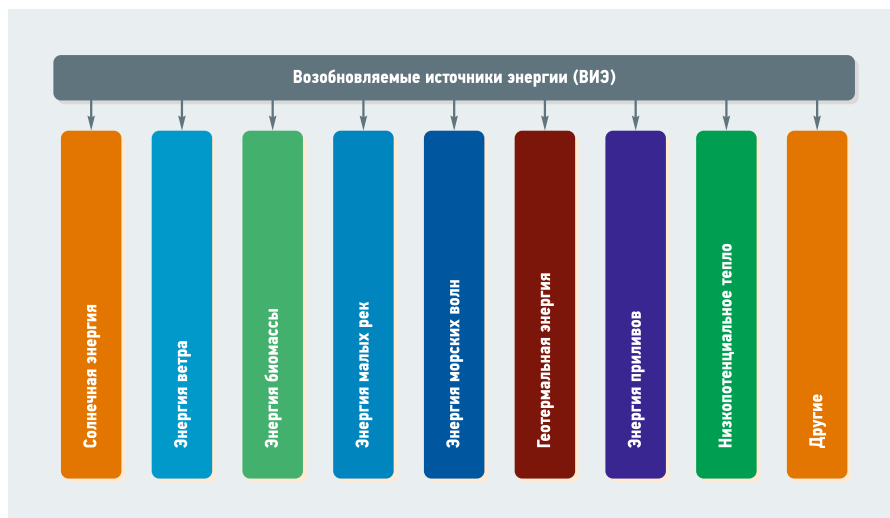 Возобновляемые источники энергии (ВИЭ)
Солнечная энергия
Энергия ветра
Энергия биомассы
Энергия малых рек
Энергия морских волн
Геотермальная энергия
Энергия приливов
Низкопотенциальное тепло
Другие